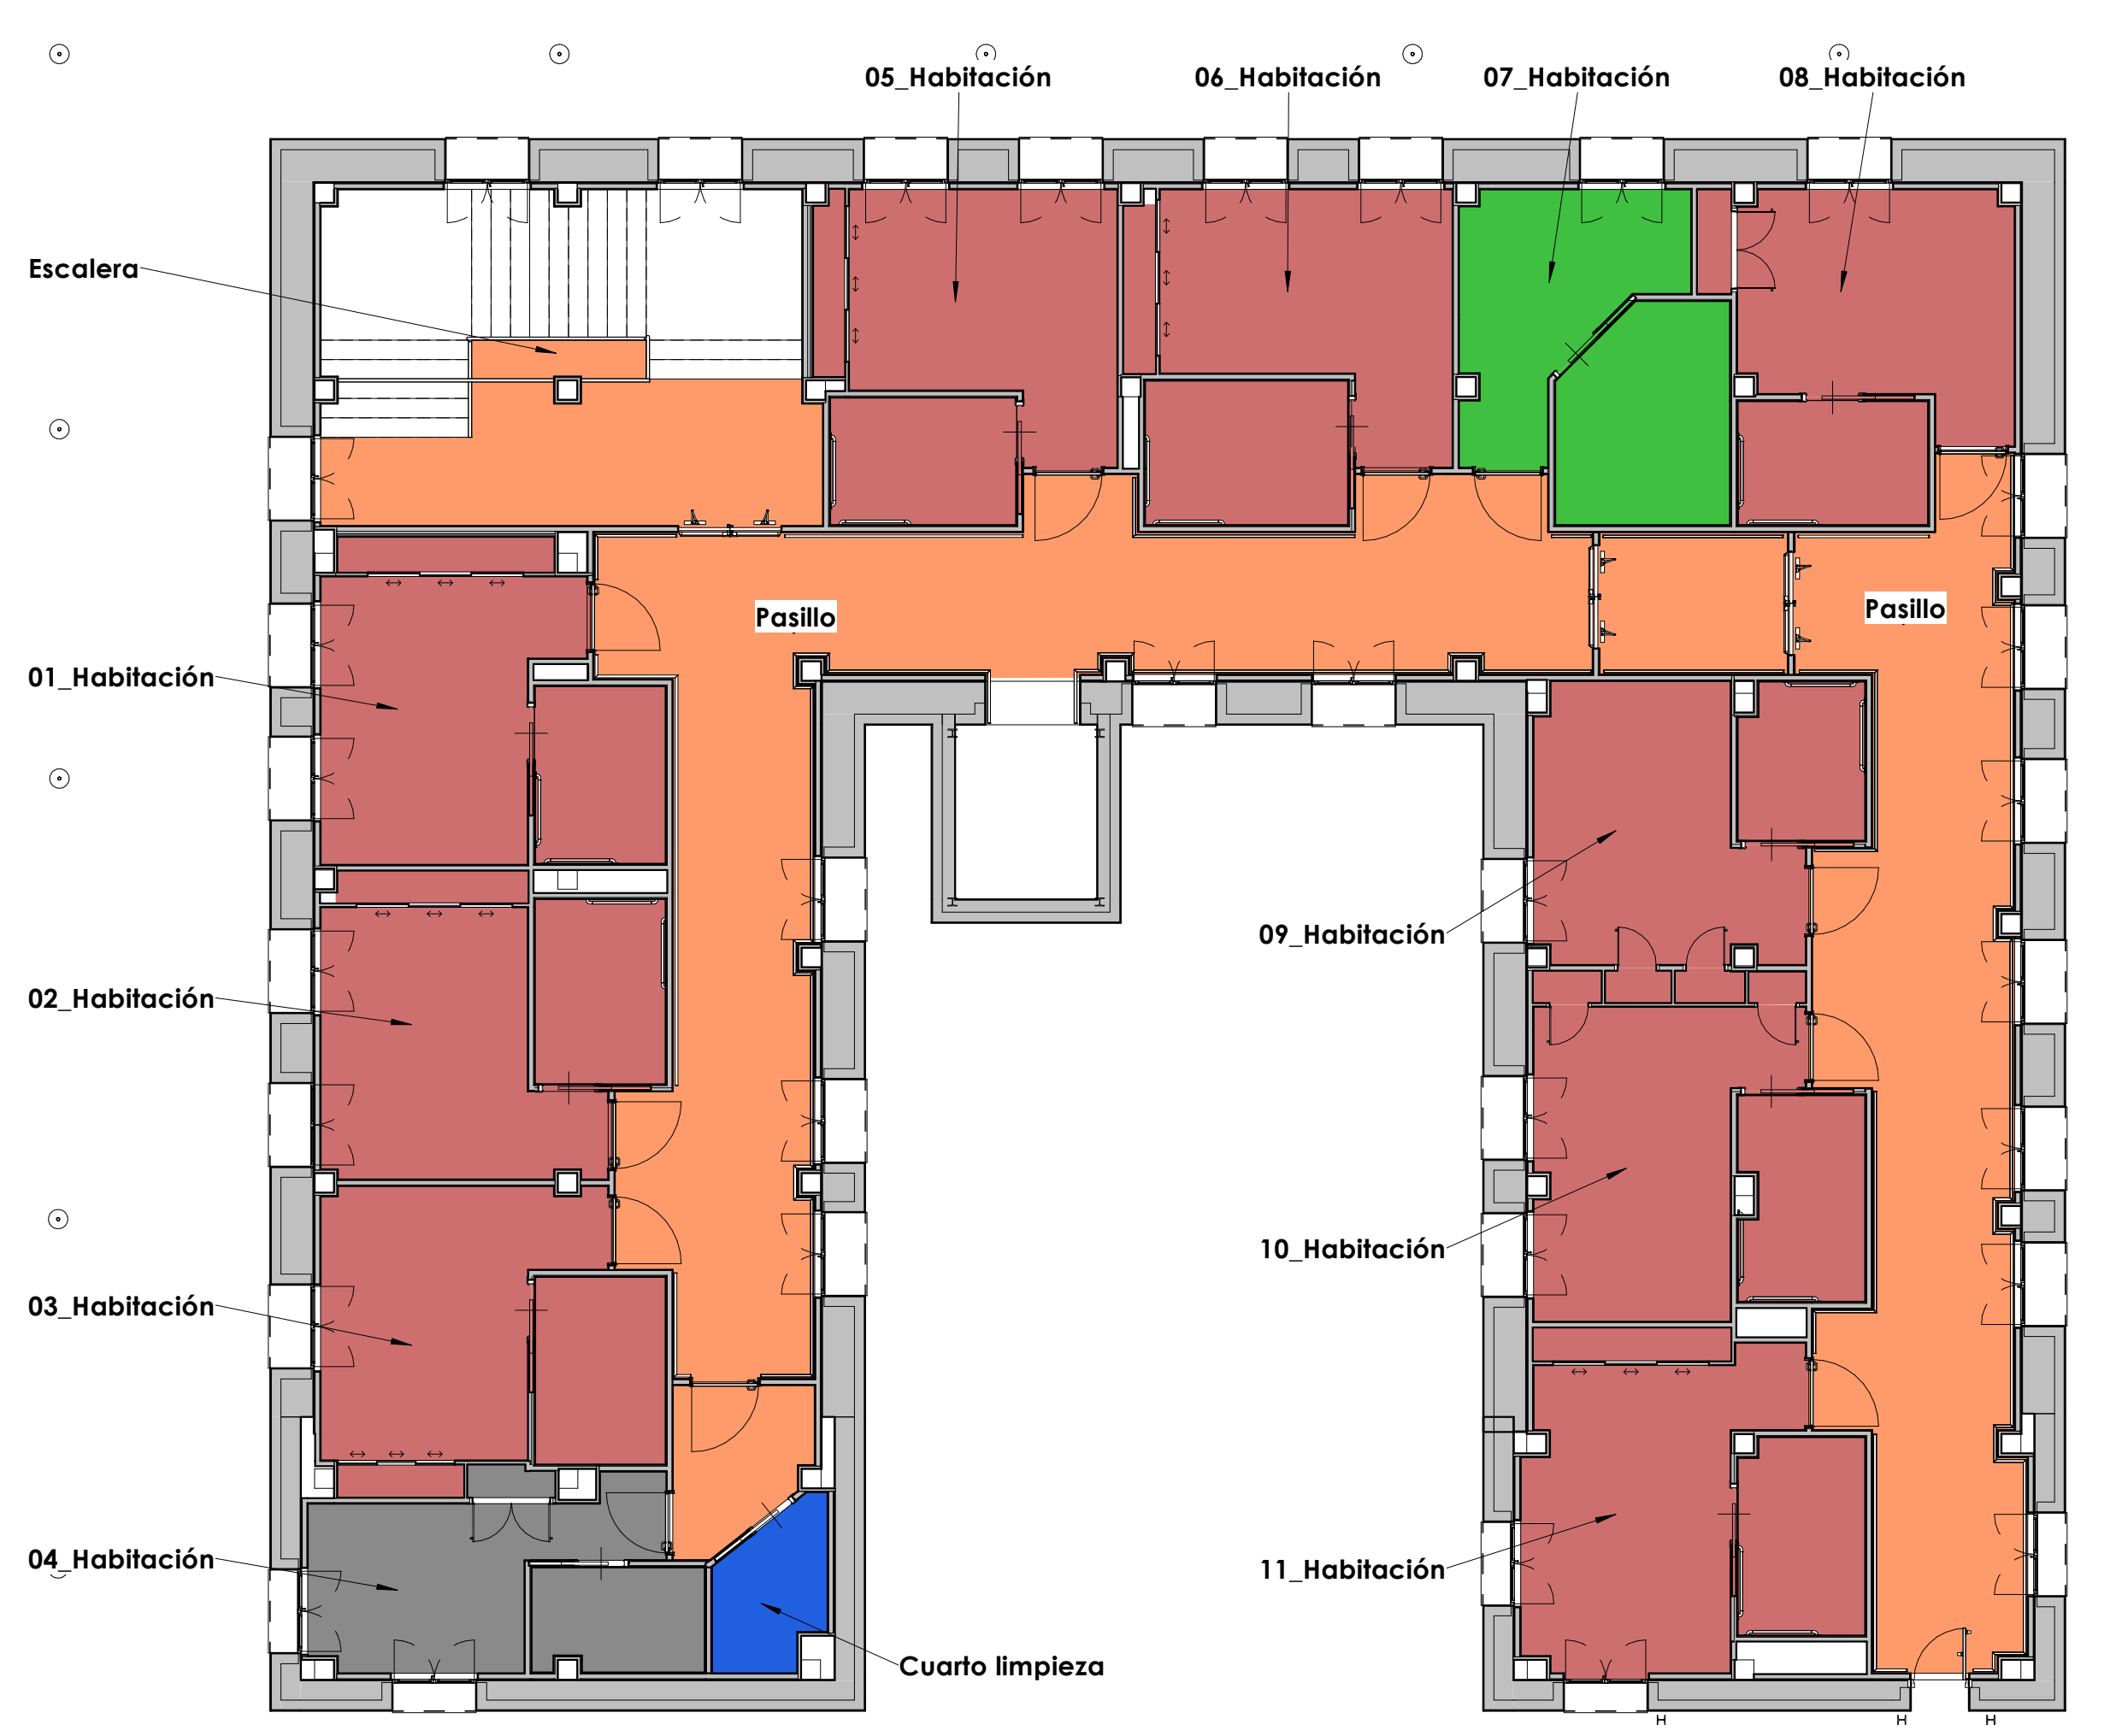 05_Habitación
06_Habitación
07_Habitación
08_Habitación
Escalera
Pasillo
Pasillo
01_Habitación
09_Habitación
02_Habitación
10_Habitación
03_Habitación
04_Habitación
11_Habitación
Cuarto limpieza